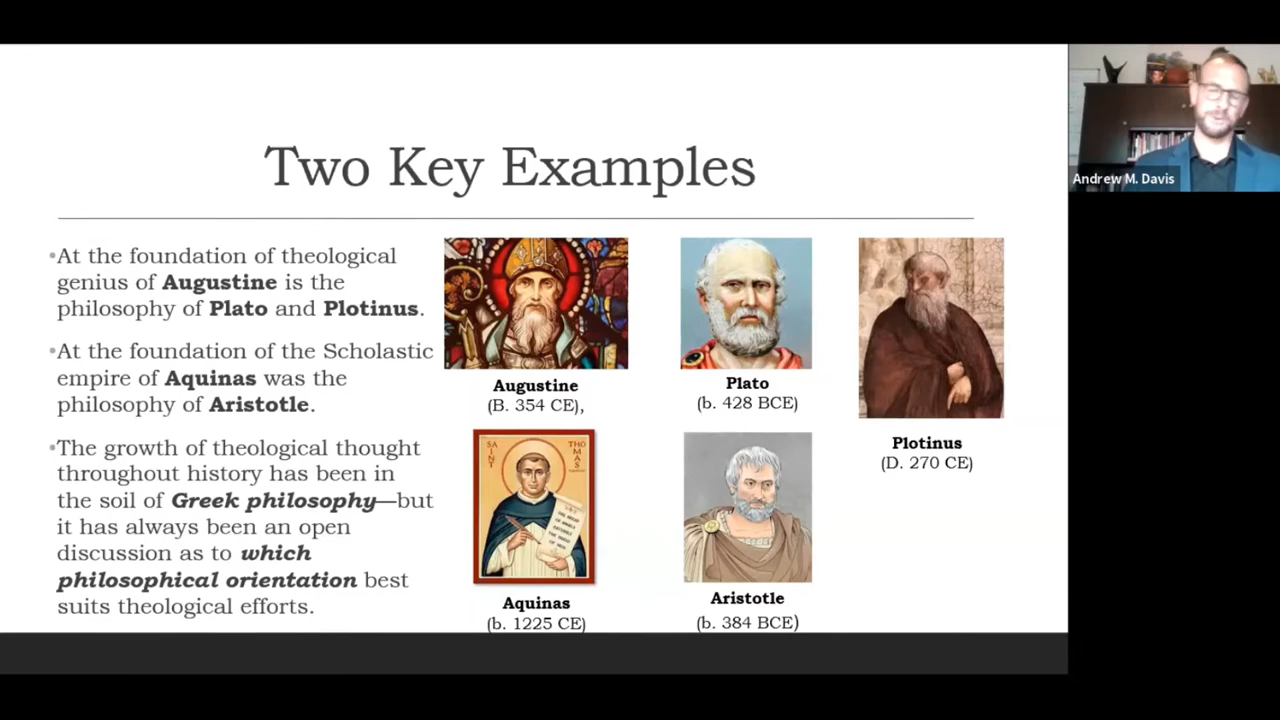 Two Key Examples
•At the foundation of theological
genius of Augustine is the
philosophy of Plato and Plotinus.
•At the foundation of the Scholastic
empire of Aquinas was the
philosophy of Aristotle.
•The growth of theological thought
throughout history has been in
the soil of Greek philosophy—but
it has always been an open
discussion as to which
philosophical orientation best
suits theological efforts.
Augustine
(B. 354 CE),
Plato
(b. 428 BCE)
Plotinus
(D. 270 CE)
SAINT
THOMAS
Aquinas
(b. 1225 CE)
Aristotle
(b. 384 BCE)
Andrew M. Davis